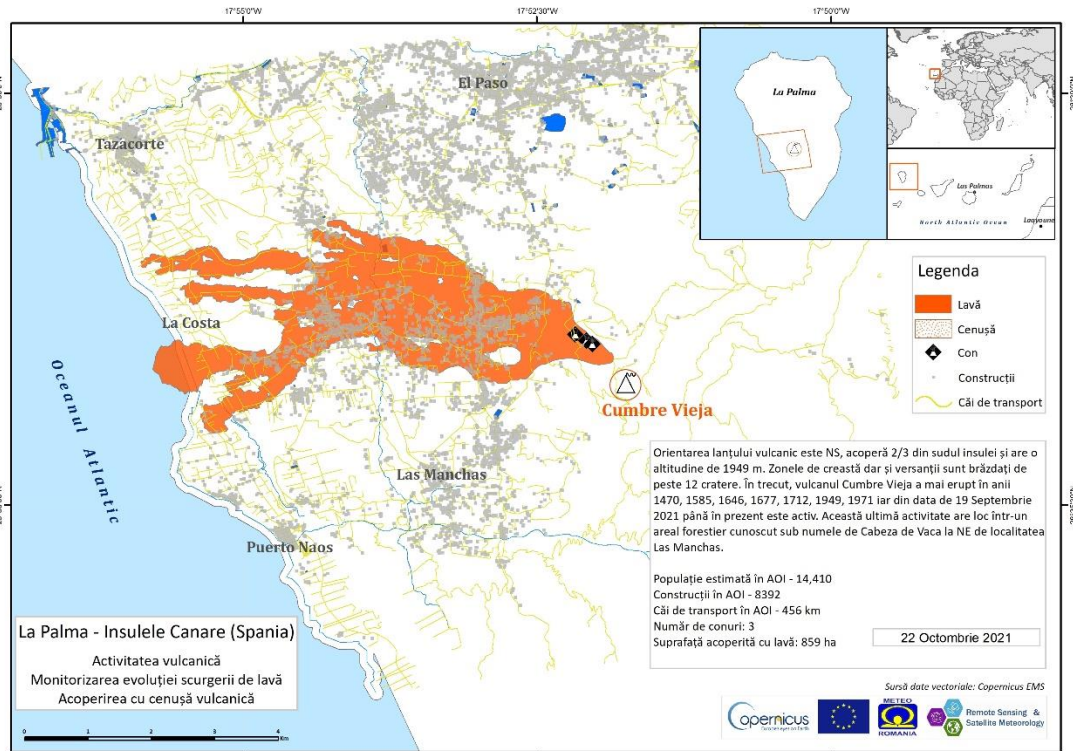 17°55'0"W
17°52'30"W
17°50'0"W
El Paso
Tazacorte
La Costa
Oceanul Atlantic
Cumbre Vieja
Las Manchas
Puerto Naos
La Palma
Las Palmas
North Atlantic Ocean
Laayoune
Legenda
Lavă
Cenușă
Con
Construcții
Căi de transport
Orientarea lanțului vulcanic este NS, acoperă 2/3 din sudul insulei și are o
altitudine de 1949 m. Zonele de creastă dar și versanții sunt brăzdați de
peste 12 cratere. În trecut, vulcanul Cumbre Vieja a mai erupt în anii
1470, 1585, 1646, 1677, 1712, 1949, 1971 iar din data de 19 Septembrie
2021 până în prezent este activ. Această ultimă activitate are loc într-un
areal forestier cunoscut sub numele de Cabeza de Vaca la NE de localitatea
Las Manchas.
Populație estimată în AOI - 14,410
Construcții în AOI - 8392
Căi de transport în AOI - 456 km
Număr de conuri: 3
Suprafață acoperită cu lavă: 859 ha
22 Octombrie 2021
La Palma - Insulele Canare (Spania)
Activitatea vulcanică
Monitorizarea evoluției scurgerii de lavă
Acoperirea cu cenușă vulcanică
0 1 2 3 4
Km
Sursă date vectoriale: Copernicus EMS
Copernicus
METEO
ROMANIA
Remote Sensing &
Satellite Meteorology